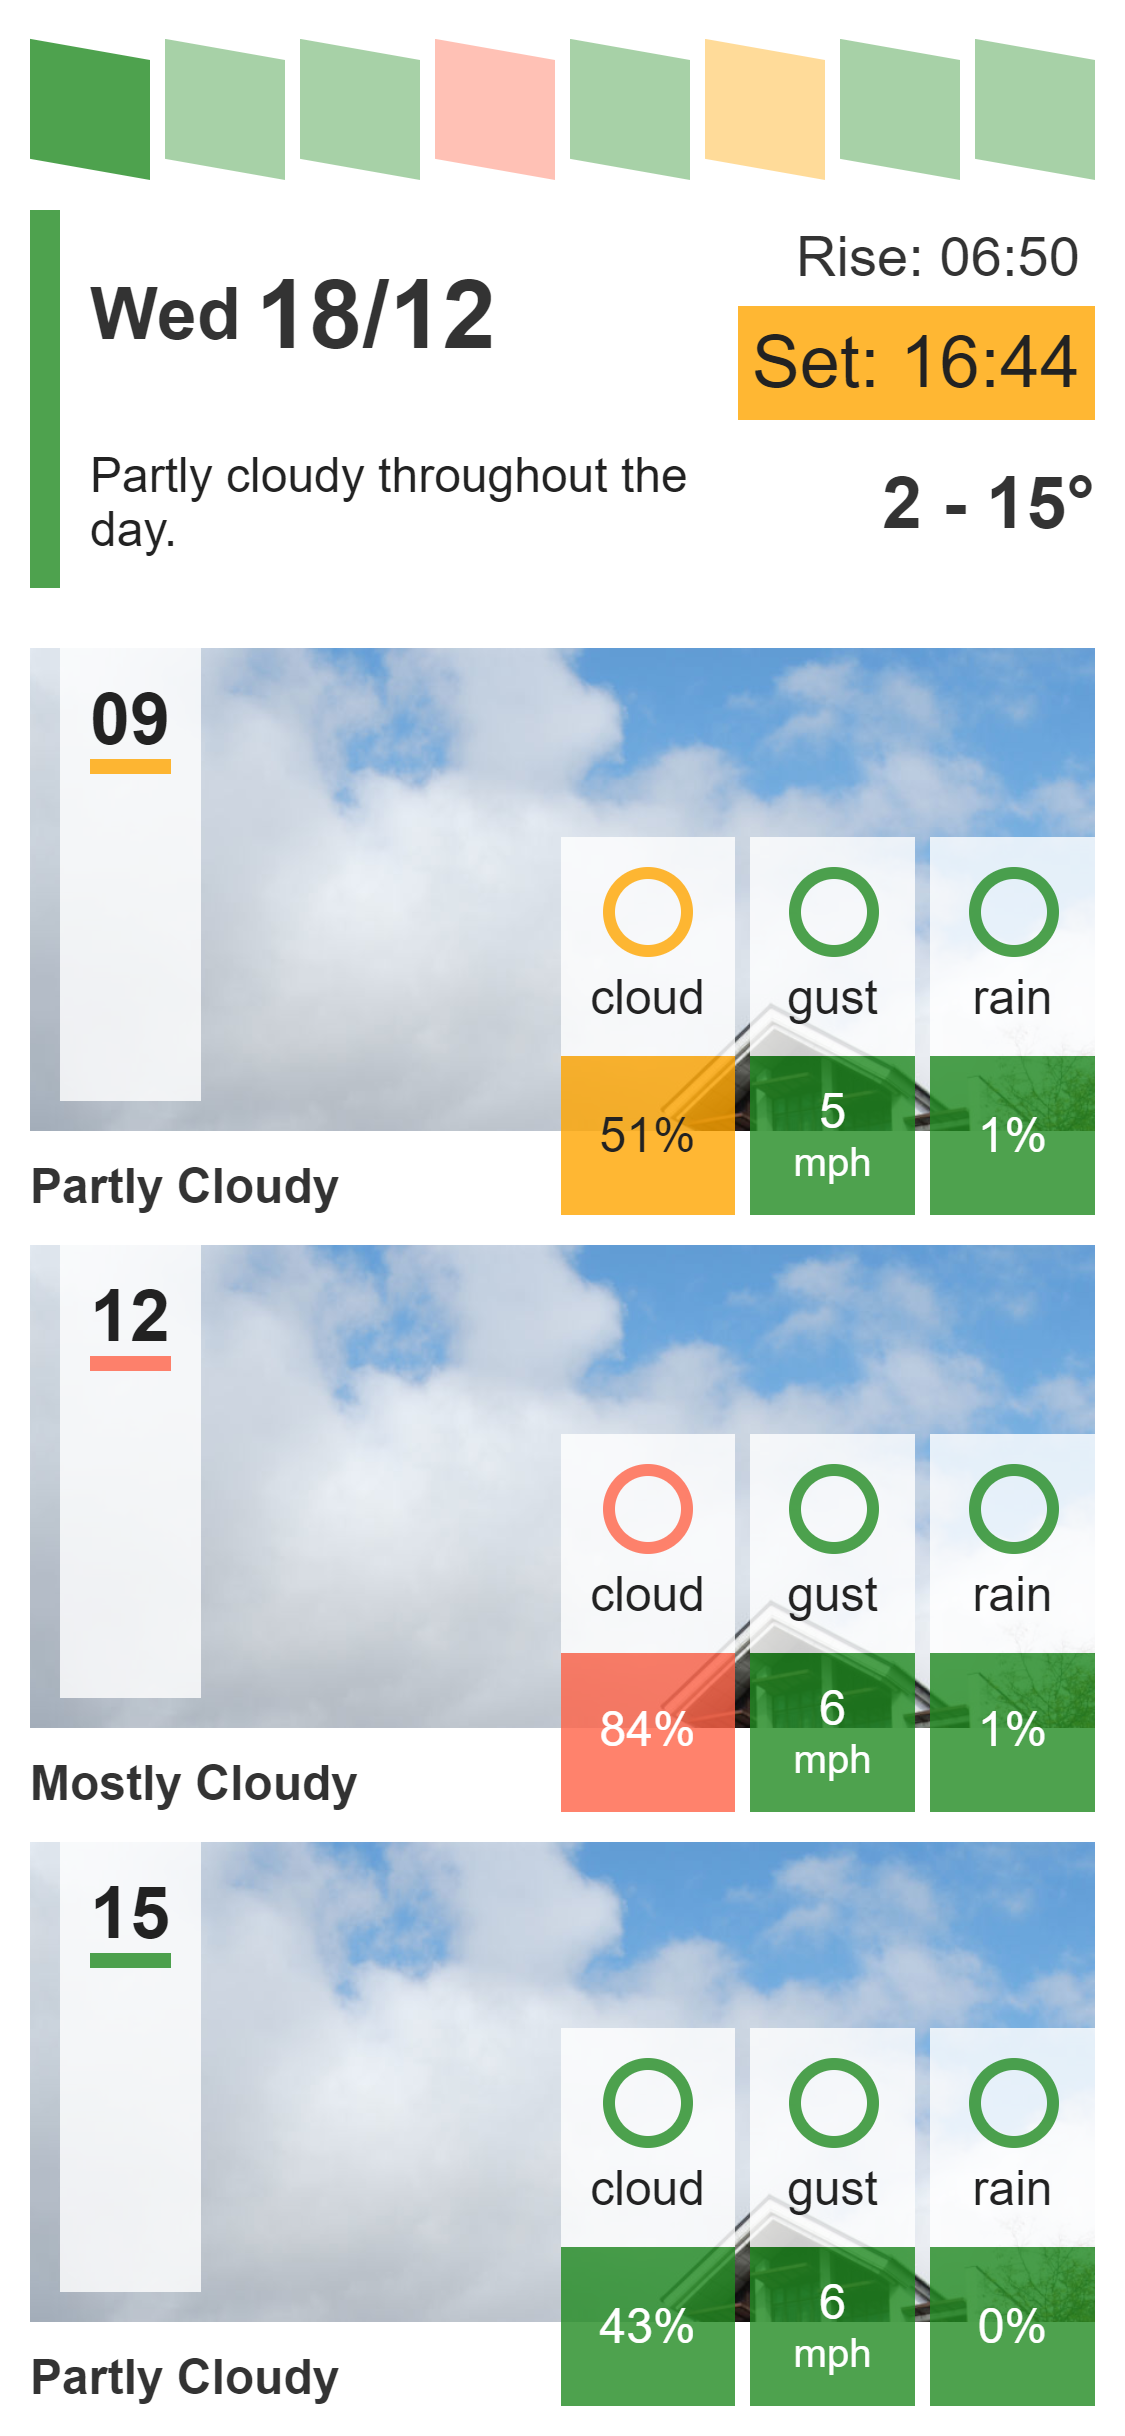 Wed 18/12
Rise: 06:50
Set: 16:44
Partly cloudy throughout the
day.
2 - 15°
09
cloud
gust
rain
51%
5
mph
1%
Partly Cloudy
12
cloud
gust
rain
84%
6
mph
1%
Mostly Cloudy
15
cloud
gust
rain
43%
6
mph
0%
Partly Cloudy